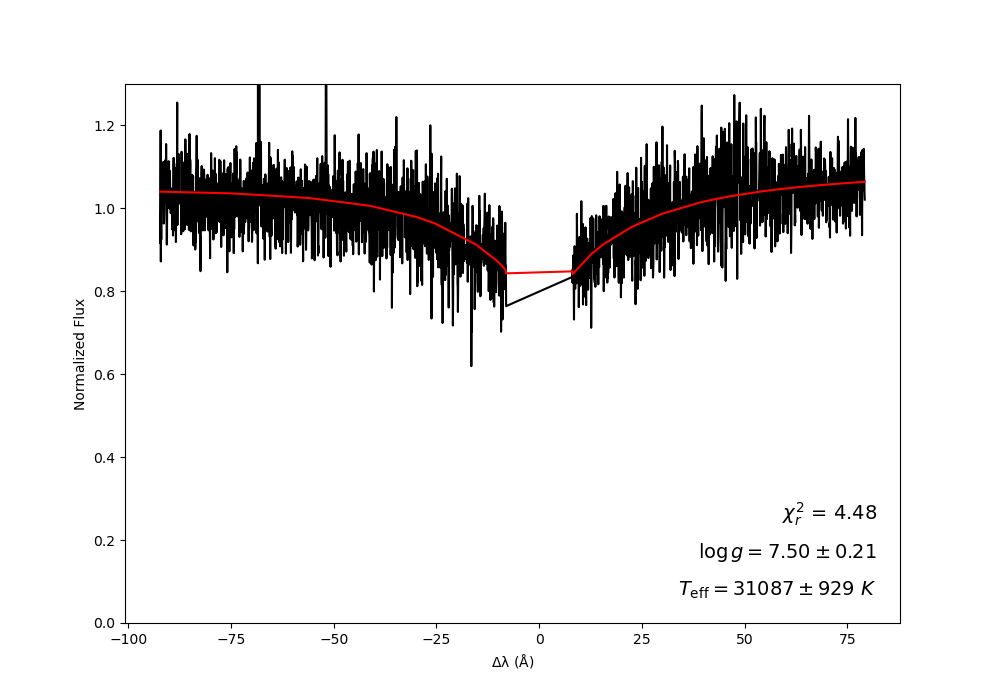 1.2
1.0
0.8
0.6
0.4
0.2
0.0
Normalized Flux
χ²ᵣ = 4.48
log g = 7.50 ± 0.21
T_eff = 31087 ± 929 K
−100 −75 −50 −25 0 25 50 75
Δλ (Å)